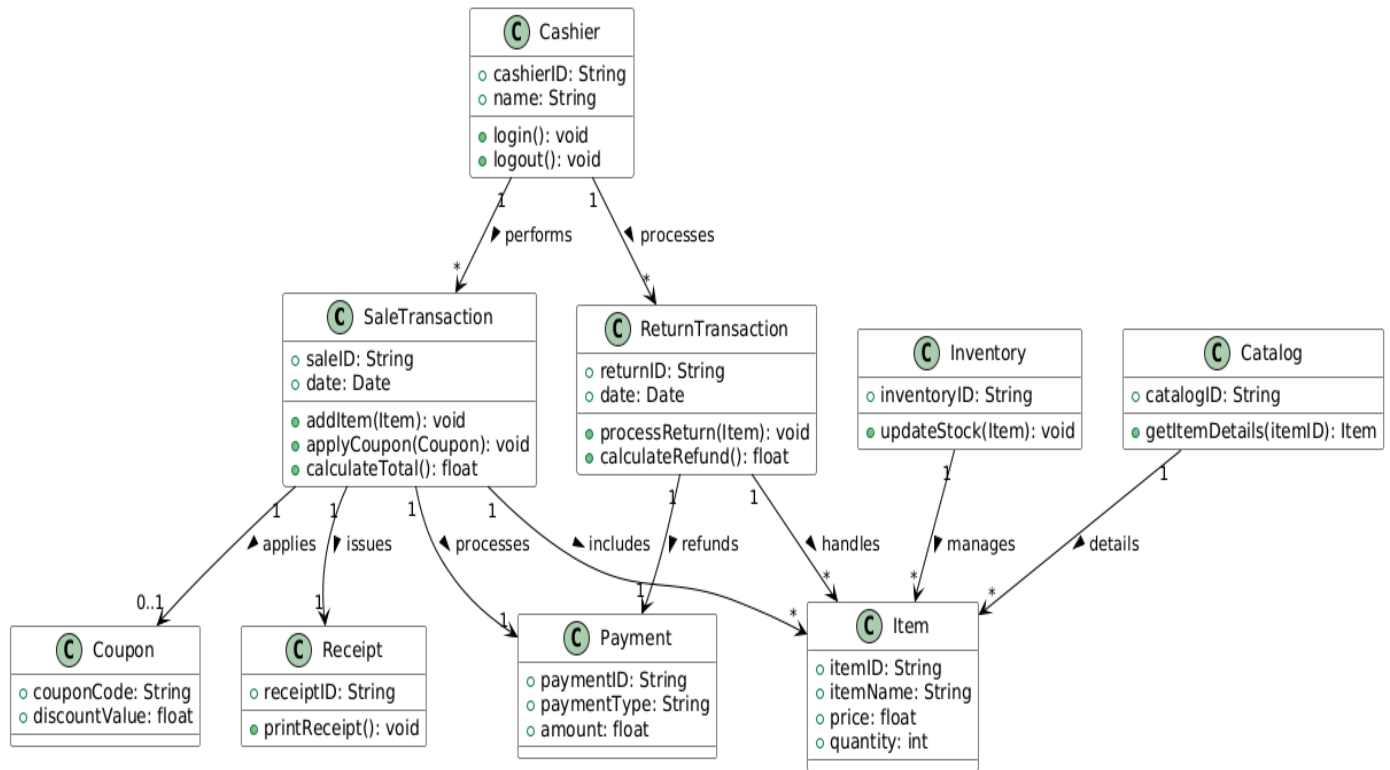 C Cashier
cashierID: String
name: String
login(): void
logout(): void
1
1
performs
processes
*
*
C SaleTransaction
saleID: String
date: Date
addItem(Item): void
applyCoupon(Coupon): void
calculateTotal(): float
C ReturnTransaction
returnID: String
date: Date
processReturn(Item): void
calculateRefund(): float
C Inventory
inventoryID: String
updateStock(Item): void
C Catalog
catalogID: String
getItemDetails(itemID): Item
1
1
1
1
1
1
1
1
applies
issues
processes
includes
refunds
handles
manages
details
0..1
1
1
*
1
*
*
*
C Coupon
couponCode: String
discountValue: float
C Receipt
receiptID: String
printReceipt(): void
C Payment
paymentID: String
paymentType: String
amount: float
C Item
itemID: String
itemName: String
price: float
quantity: int